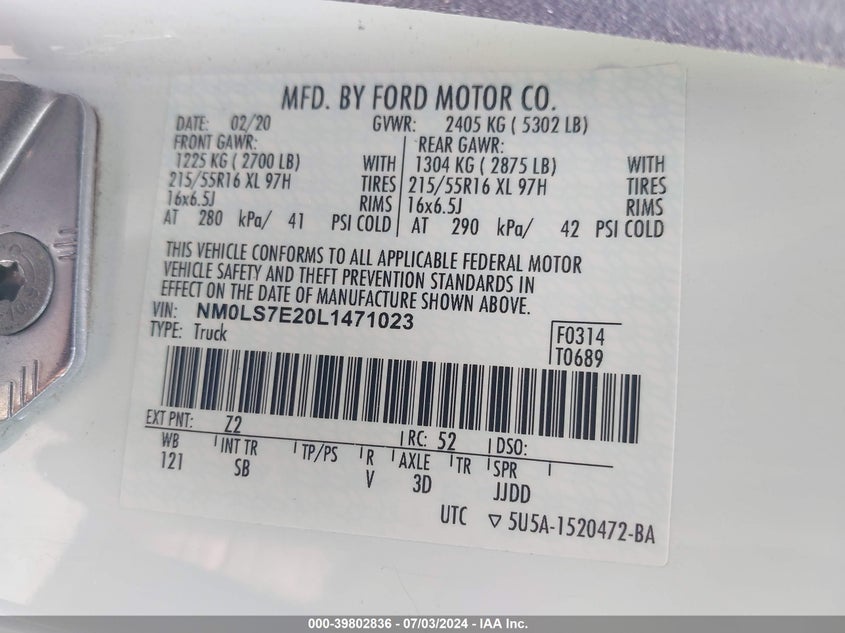 MFD. BY FORD MOTOR CO.
DATE: 02/20 GVWR: 2405 KG ( 5302 LB)
FRONT GAWR: REAR GAWR:
1225 KG ( 2700 LB) WITH 1304 KG ( 2875 LB) WITH
215/55R16 XL 97H TIRES 215/55R16 XL 97H TIRES
16x6.5J RIMS 16x6.5J RIMS
AT 280 kPa/ 41 PSI COLD AT 290 kPa/ 42 PSI COLD
THIS VEHICLE CONFORMS TO ALL APPLICABLE FEDERAL MOTOR
VEHICLE SAFETY AND THEFT PREVENTION STANDARDS IN
EFFECT ON THE DATE OF MANUFACTURE SHOWN ABOVE.
VIN: NM0LS7E20L1471023
TYPE: Truck
F0314
T0689
EXT PNT: Z2 RC: 52 DSO:
WB INT TR TP/PS R AXLE TR SPR
121 SB V 3D JJDD
UTC ▽ 5U5A-1520472-BA
000-39802836 | 07/03/2024 | IAA Inc.